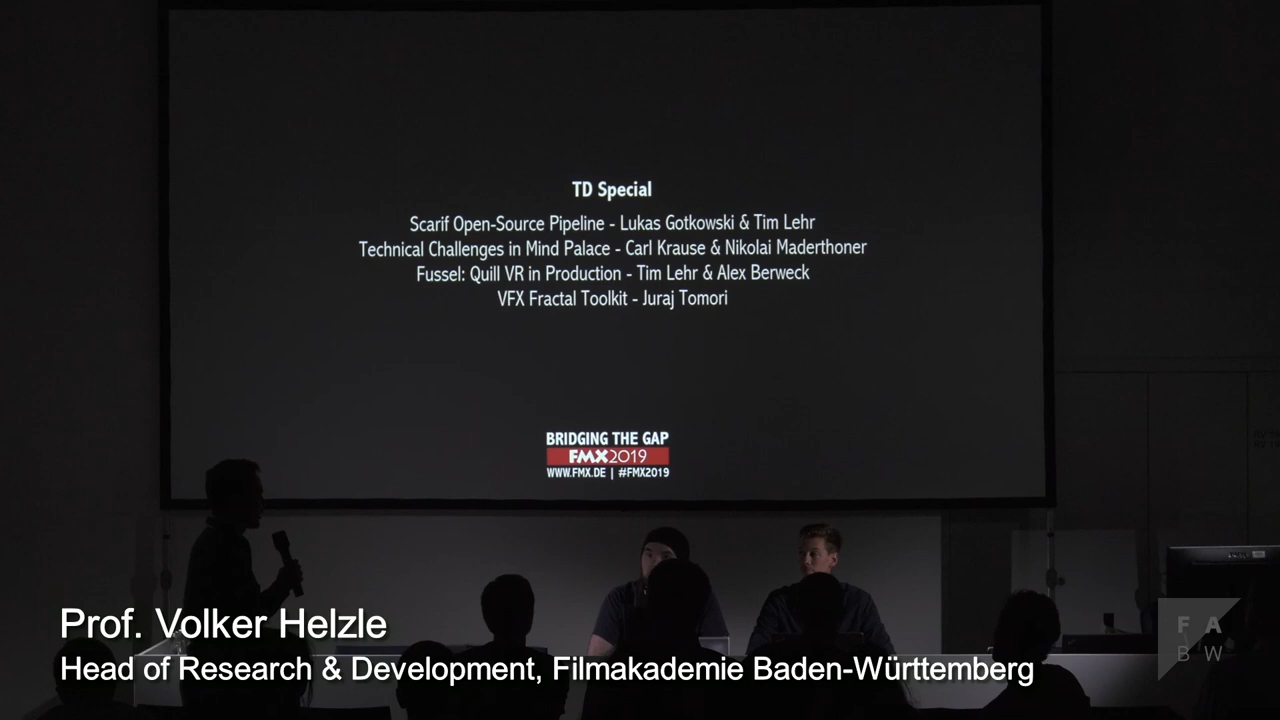 TD Special
Scarif Open-Source Pipeline - Lukas Gotkowski & Tim Lehr
Technical Challenges in Mind Palace - Carl Krause & Nikolai Maderthoner
Fussel: Quill VR in Production - Tim Lehr & Alex Berweck
VFX Fractal Toolkit - Juraj Tomori
BRIDGING THE GAP
FMX2019
WWW.FMX.DE | #FMX2019
Prof. Volker Helzle
Head of Research & Development, Filmakademie Baden-Württemberg
F A
B W